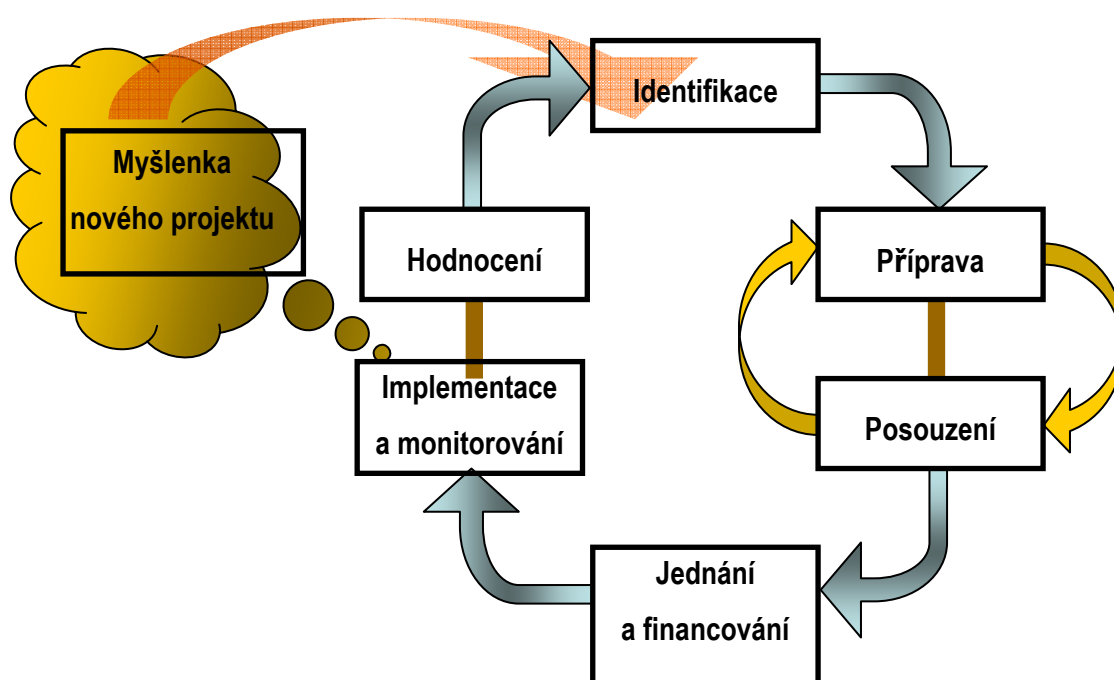 Identifikace
Myšlenka
nového projektu
Hodnocení
Příprava
Implementace
a monitorování
Posouzení
Jednání
a financování